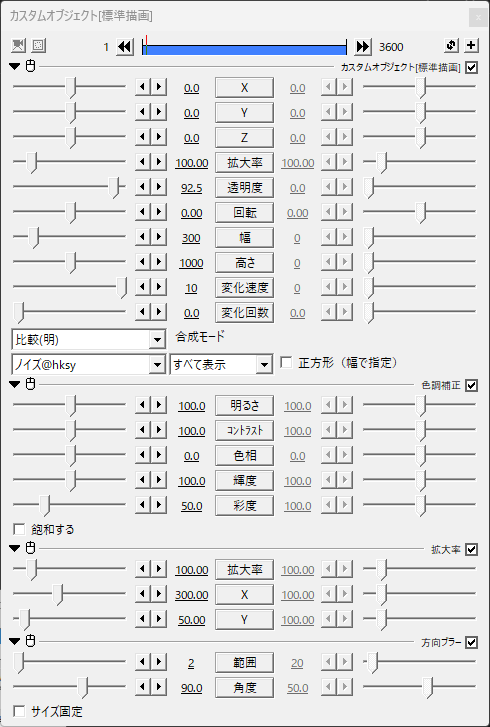 カスタムオブジェクト[標準描画]
1 3600
カスタムオブジェクト[標準描画]
0.0 X 0.0
0.0 Y 0.0
0.0 Z 0.0
100.00 拡大率 100.00
92.5 透明度 0.0
0.00 回転 0.00
300 幅 0
1000 高さ 0
10 変化速度 0
0.0 変化回数 0.0
比較(明) 合成モード
ノイズ@hksy すべて表示 正方形（幅で指定）
色調補正
100.0 明るさ 100.0
100.0 ｺﾝﾄﾗｽﾄ 100.0
0.0 色相 0.0
100.0 輝度 100.0
50.0 彩度 100.0
飽和する
拡大率
100.00 拡大率 100.00
300.00 X 100.00
50.00 Y 100.00
方向ブラー
2 範囲 20
90.0 角度 50.0
サイズ固定